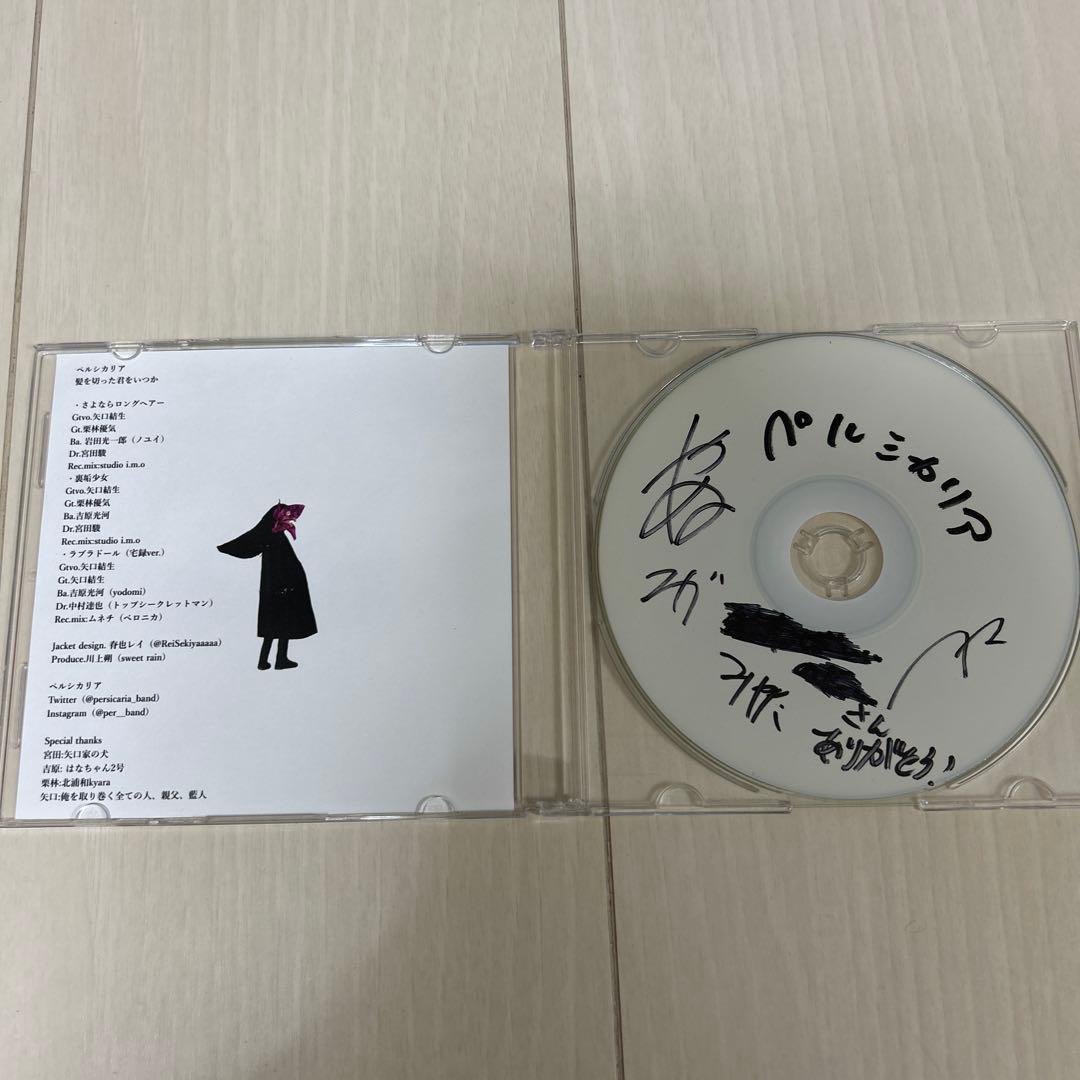 ペルシカリア
髪を切った君をいつか
・さよならロングヘアー
Gtvo.矢口結生
Gt.栗林優気
Ba. 岩田光一郎（ノユイ）
Dr.宮田駿
Rec.mix:studio i.m.o
・裏垢少女
Gtvo.矢口結生
Gt.栗林優気
Ba.吉原光河
Dr.宮田駿
Rec.mix:studio i.m.o
・ラブラドール（宅録ver.）
Gtvo.矢口結生
Gt.矢口結生
Ba.吉原光河（yodomi）
Dr.中村達也（トップシークレットマン）
Rec.mix:ムネチ（ベロニカ）
Jacket design. 脊也レイ（@ReiSekiyaaaaa）
Produce.川上朔（sweet rain）
ペルシカリア
Twitter（@persicaria_band）
Instagram（@per__band）
Special thanks
宮田:矢口家の犬
吉原: はなちゃん2号
栗林:北浦和kyara
矢口:俺を取り巻く全ての人、親父、藍人
ペルシカリア
さん
ありがとう!